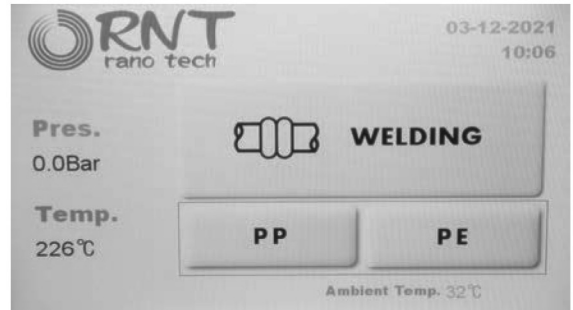 RNT
rano tech
03-12-2021
10:06
Pres.
0.0Bar
WELDING
Temp.
226℃
PP
PE
Ambient Temp. 32℃